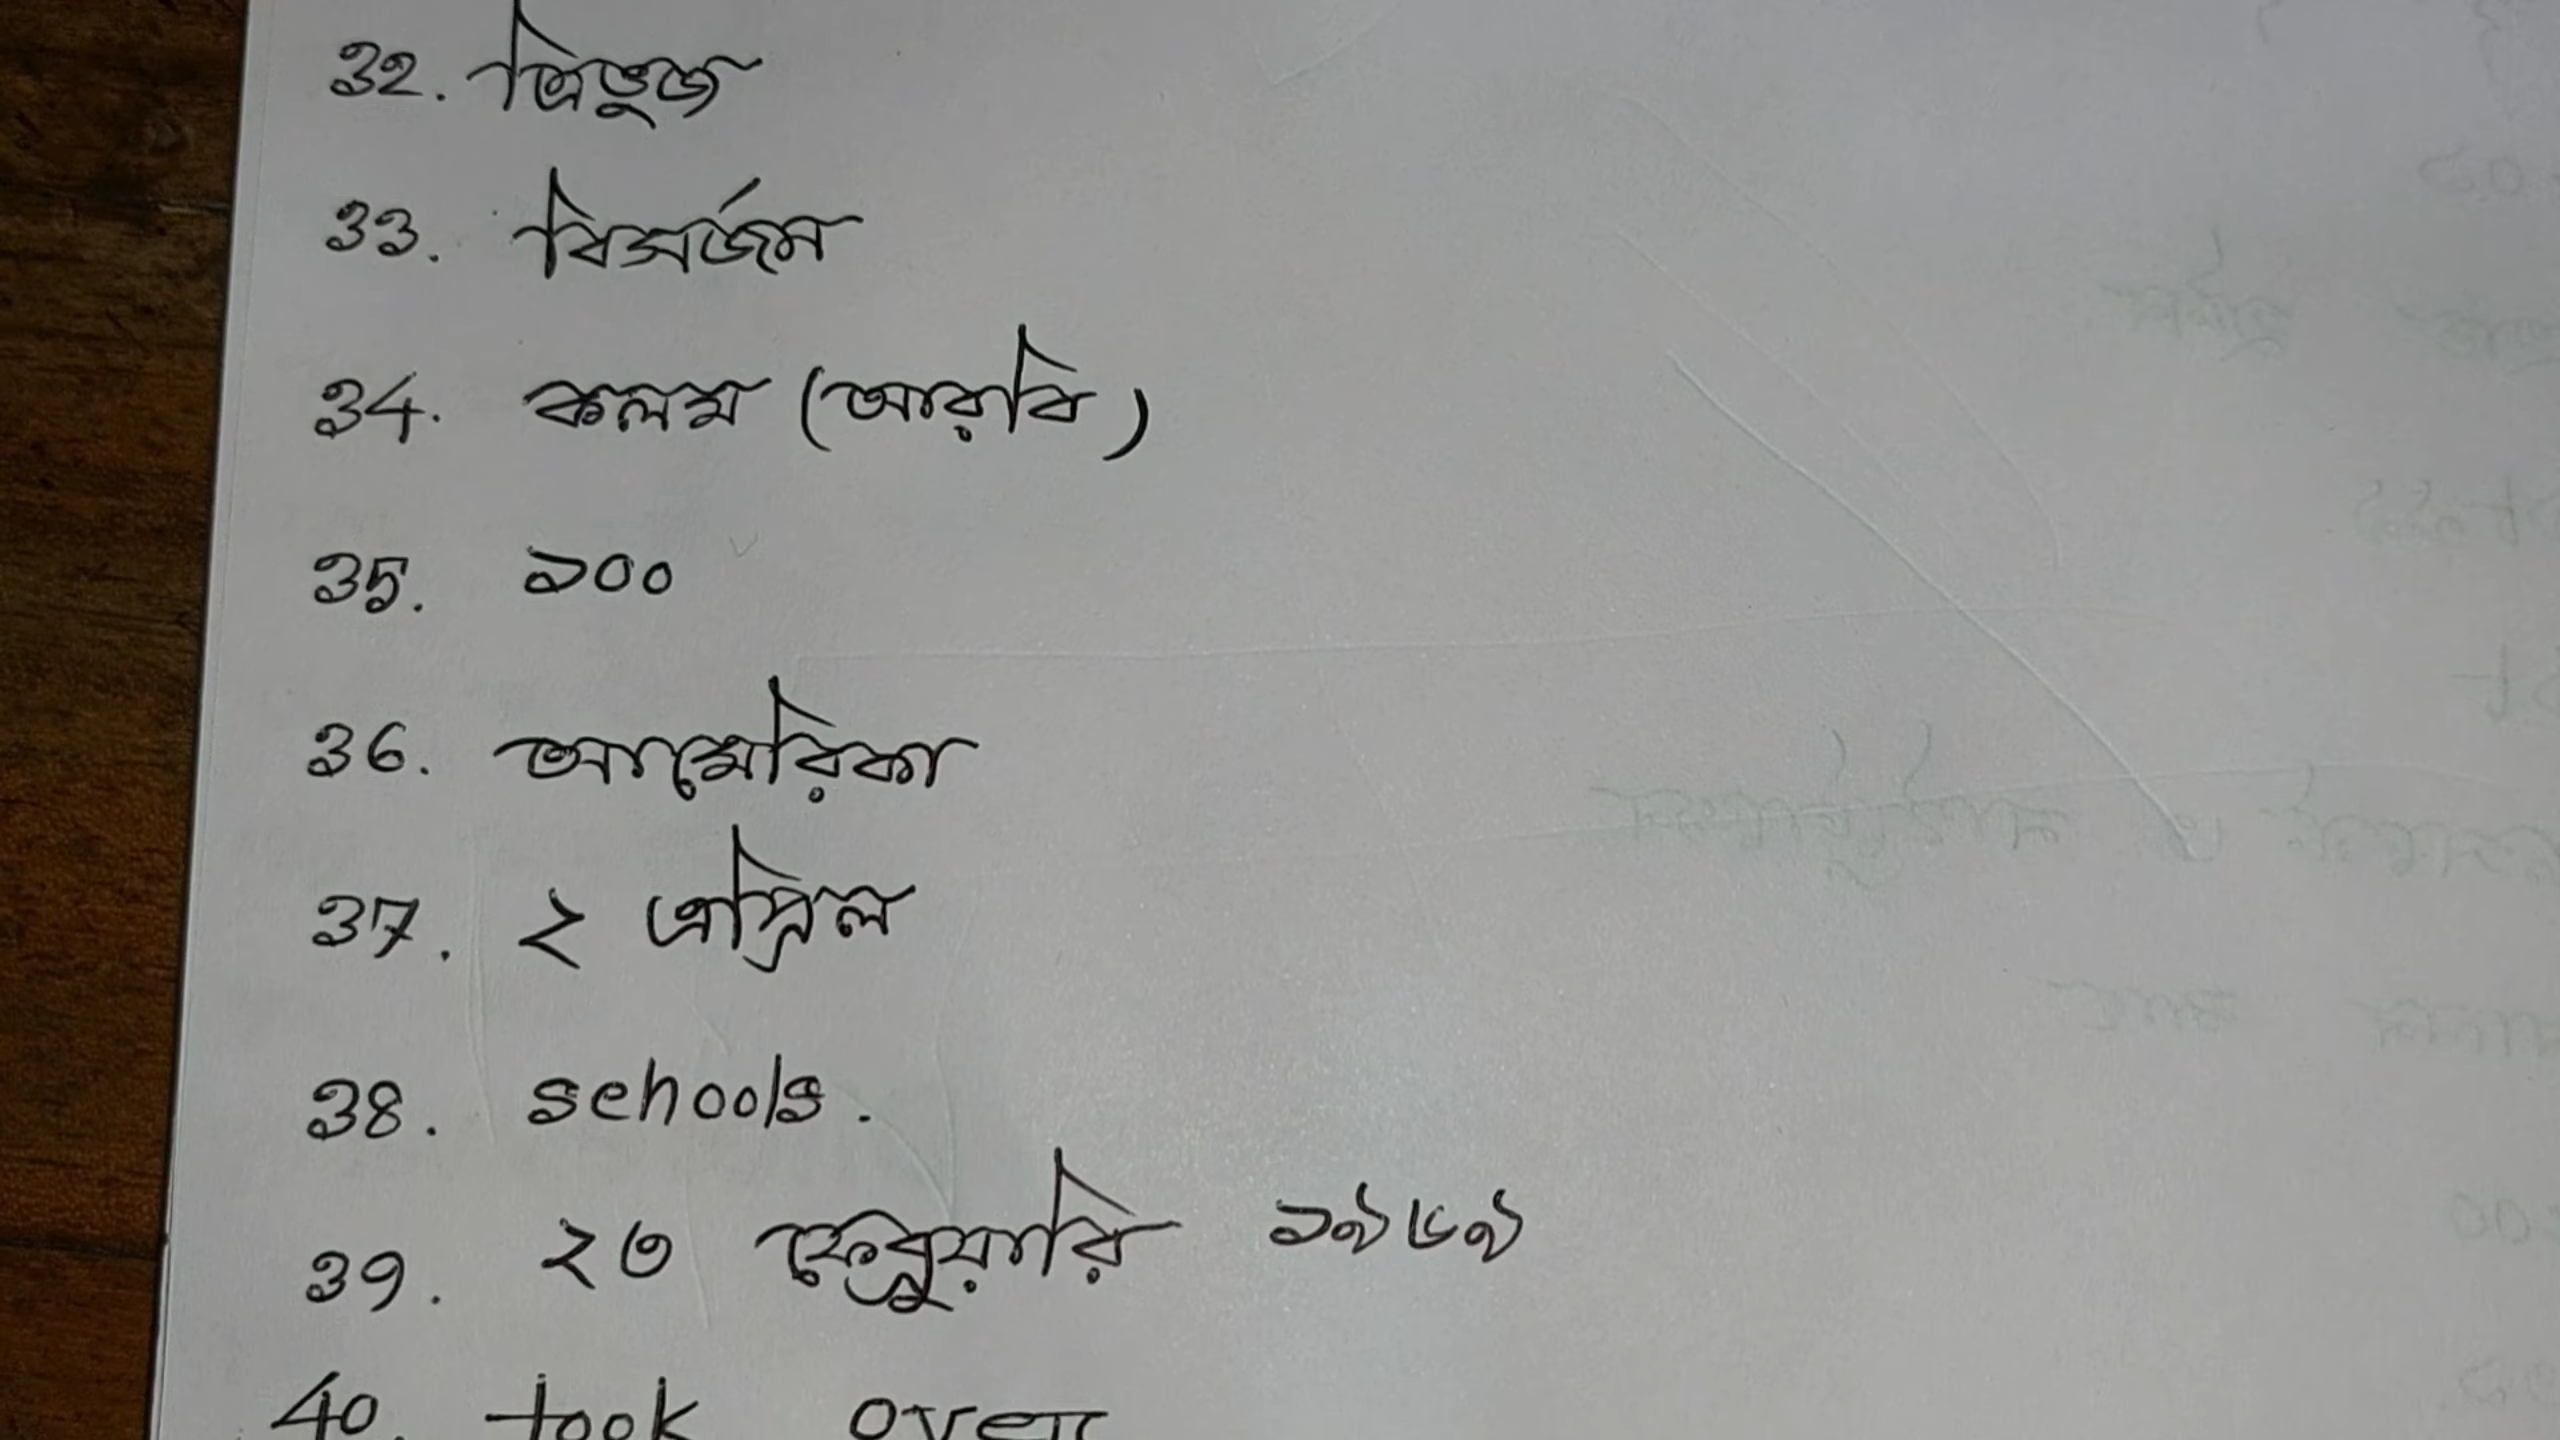 32. ত্রিভুজ
33. বিসর্জন
34. কলম (আরবি)
35. ১০০
36. আমেরিকা
37. ২ এপ্রিল
38. schools.
39. ২৩ ফেব্রুয়ারি ১৯৬৯
40. took over